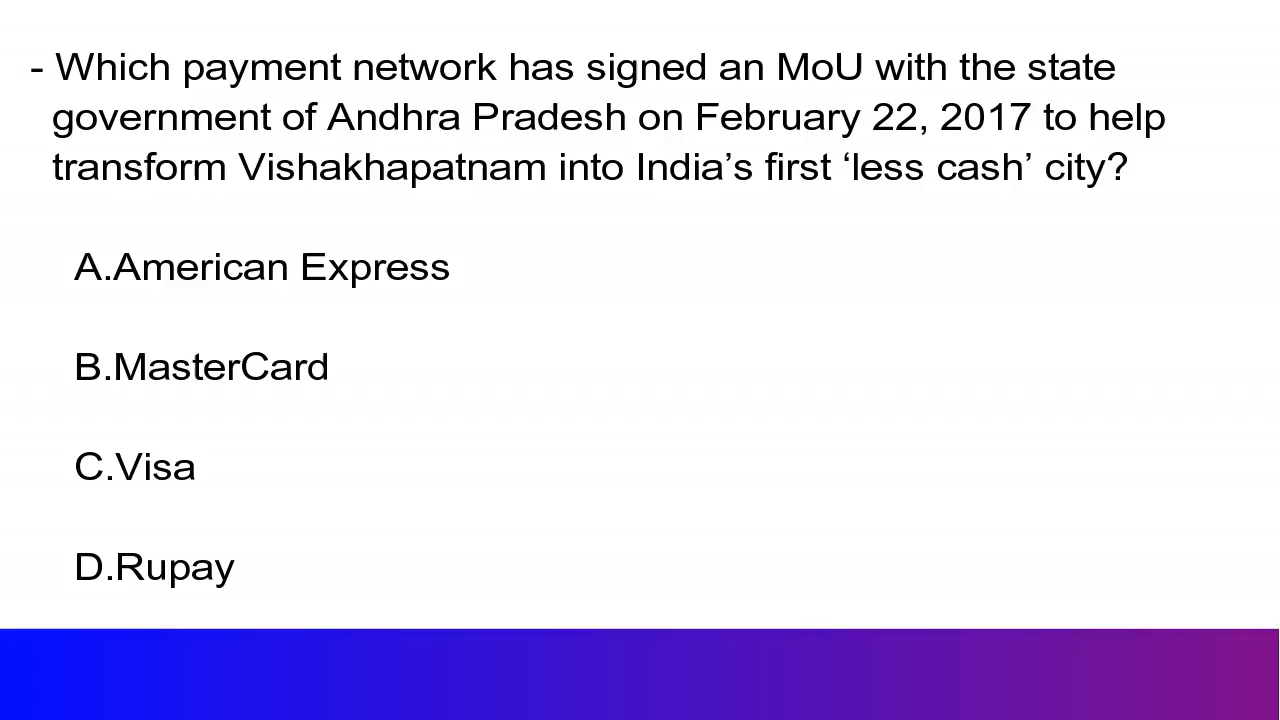 - Which payment network has signed an MoU with the state
government of Andhra Pradesh on February 22, 2017 to help
transform Vishakhapatnam into India’s first ‘less cash’ city?
A.American Express
B.MasterCard
C.Visa
D.Rupay